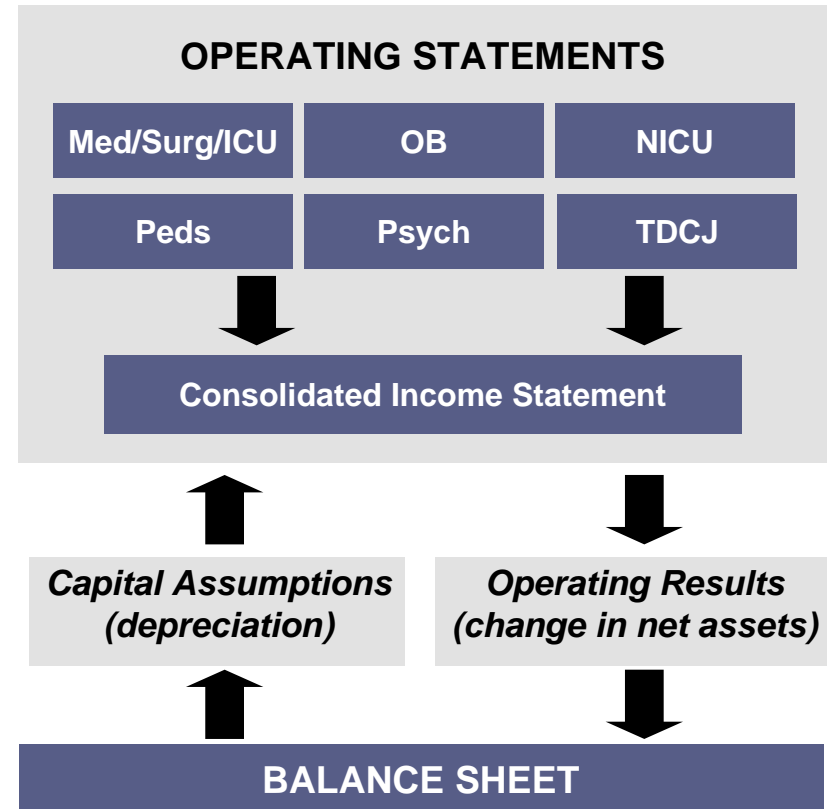 OPERATING STATEMENTS
Med/Surg/ICU
OB
NICU
Peds
Psych
TDCJ
Consolidated Income Statement
Capital Assumptions
(depreciation)
Operating Results
(change in net assets)
BALANCE SHEET